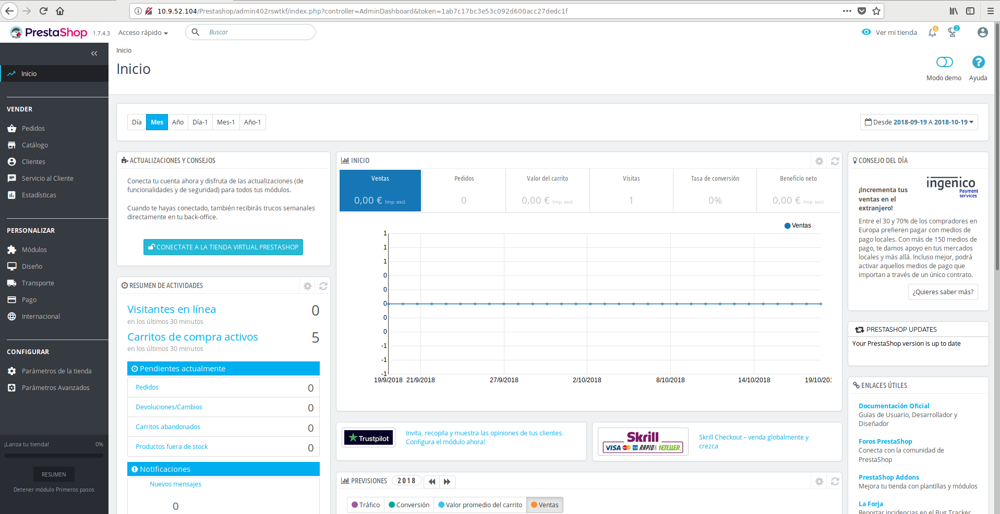 10.9.52.104/Prestashop/admin402rswtkf/index.php?controller=AdminDashboard&token=1ab7c17bc3e53c092d600acc27dedc1f
PrestaShop 1.7.4.3 Acceso rápido Buscar Ver mi tienda 6 2
Inicio
Inicio
Modo demo Ayuda
Inicio
VENDER
Pedidos
Catálogo
Clientes
Servicio al Cliente
Estadísticas
PERSONALIZAR
Módulos
Diseño
Transporte
Pago
Internacional
CONFIGURAR
Parámetros de la tienda
Parámetros Avanzados
¡Lanza tu tienda! 0%
RESUMEN
Detener módulo Primeros pasos
Día Mes Año Día-1 Mes-1 Año-1
Desde 2018-09-19 A 2018-10-19
ACTUALIZACIONES Y CONSEJOS
Conecta tu cuenta ahora y disfruta de las actualizaciones (de
funcionalidades y de seguridad) para todos tus módulos.
Cuando te hayas conectado, también recibirás trucos semanales
directamente en tu back-office.
CONECTATE A LA TIENDA VIRTUAL PRESTASHOP
RESUMEN DE ACTIVIDADES
Visitantes en línea 0
en los últimos 30 minutos
Carritos de compra activos 5
en los últimos 30 minutos
Pendientes actualmente
Pedidos 0
Devoluciones/Cambios 0
Carritos abandonados 0
Productos fuera de stock 0
Notificaciones
Nuevos mensajes
0
INICIO
Ventas Pedidos Valor del carrito Visitas Tasa de conversión Beneficio neto
0,00 € Imp. excl. 0 0,00 € Imp. excl. 1 0% 0,00 € Imp. excl.
Ventas
1
1
1
0
0
0
0
0
-1
-1
-1
19/9/2018 21/9/2018 27/9/2018 2/10/2018 8/10/2018 14/10/2018 19/10/201
Trustpilot
Invita, recopila y muestra las opiniones de tus clientes.
Configura el módulo ahora!
Skrill
VISA RAPID NETELLER
Skrill Checkout – venda globalmente y
crezca
PREVISIONES 2018
Tráfico Conversión Valor promedio del carrito Ventas
CONSEJO DEL DÍA
ingenico
Payment
services
¡Incrementa tus
ventas en el
extranjero!
Entre el 30 y 70% de los compradores en
Europa prefieren pagar con medios de
pago locales. Con más de 150 medios de
pago, te damos apoyo en tus mercados
locales y más allá. Incluso mejor, podrá
activar aquellos medios de pago que
importan a través de un único contrato.
¿Quieres saber más?
PRESTASHOP UPDATES
Your PrestaShop version is up to date
ENLACES ÚTILES
Documentación Oficial
Guías de Usuario, Desarrollador y
Diseñador
Foros PrestaShop
Conecta con la comunidad de
PrestaShop
PrestaShop Addons
Mejora tu tienda con plantillas y módulos
La Forja
Reportar incidencias en el Bug Tracker